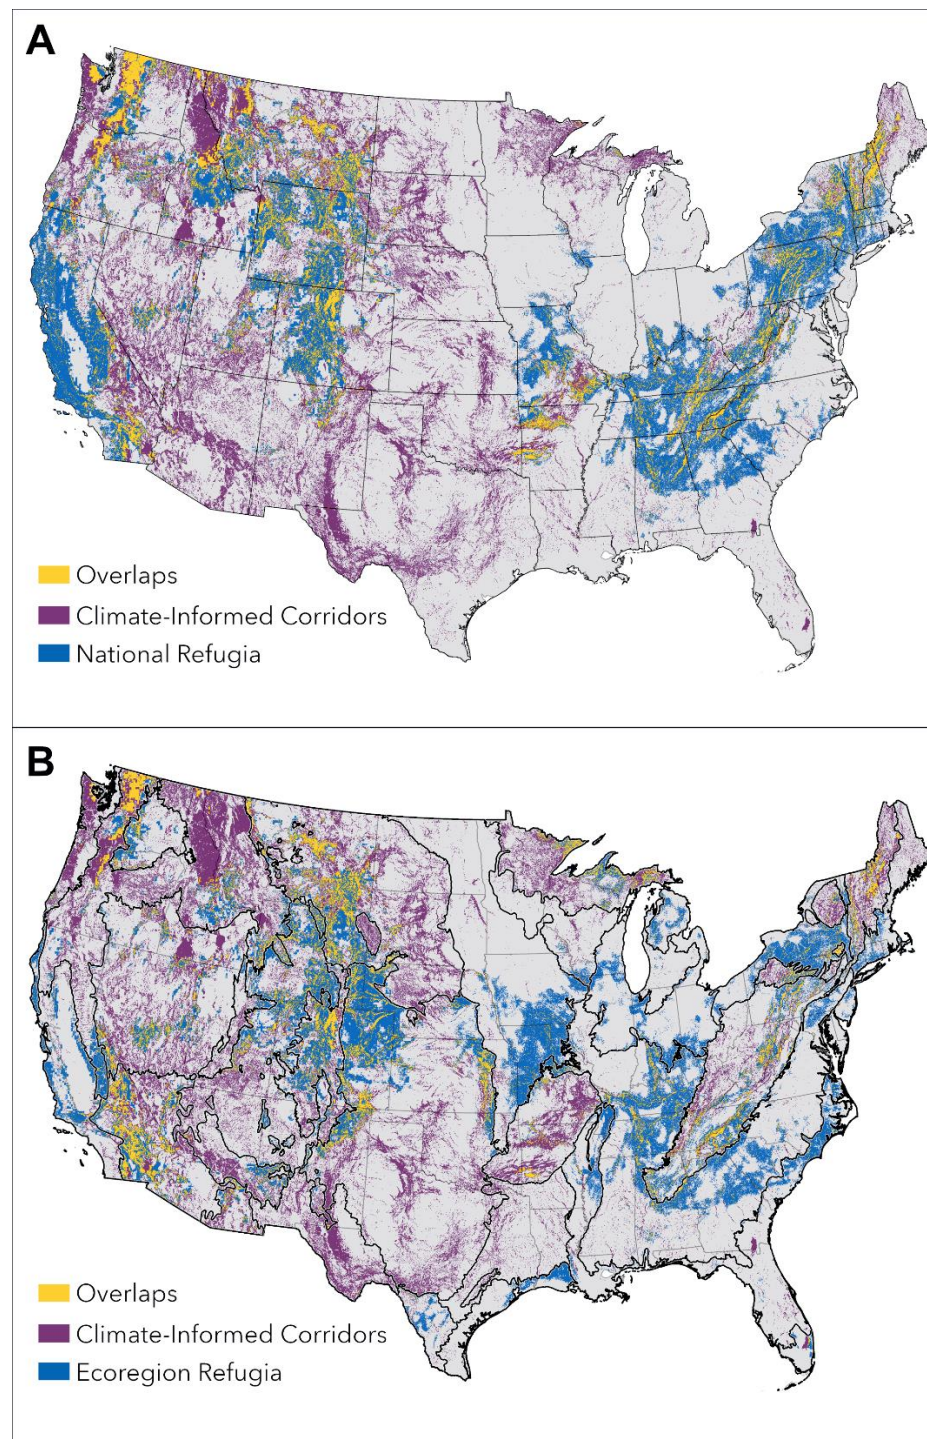 A
Overlaps
Climate-Informed Corridors
National Refugia
B
Overlaps
Climate-Informed Corridors
Ecoregion Refugia